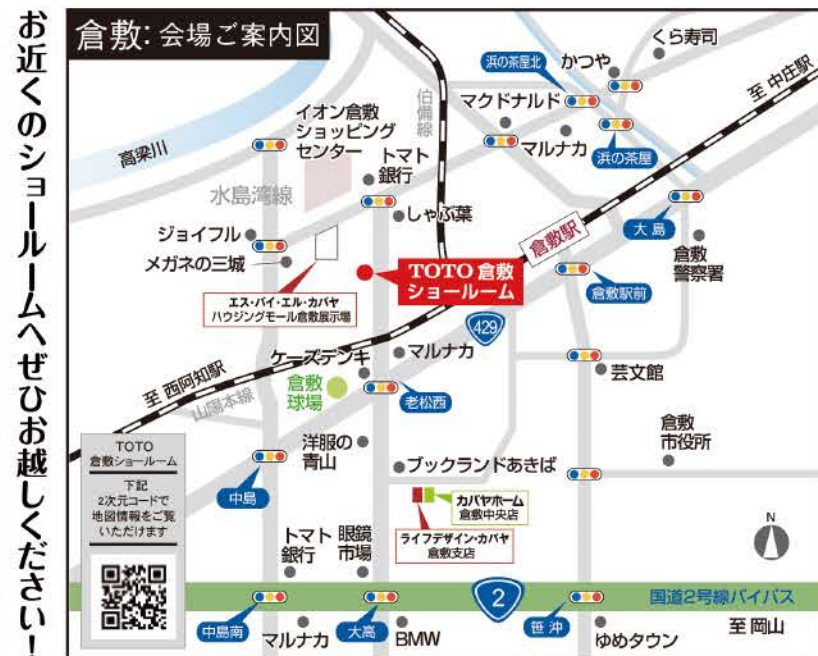 お近くのショールームへぜひお越しください！
倉敷: 会場ご案内図
くら寿司
かつや
浜の茶屋北
至 中庄駅
マクドナルド
伯備線
イオン倉敷
ショッピング
センター
高梁川
マルナカ
浜の茶屋
トマト
銀行
水島湾線
しゃぶ葉
大島
ジョイフル
倉敷駅
倉敷
警察署
メガネの三城
TOTO 倉敷
ショールーム
倉敷駅前
エス・バイ・エル・カバヤ
ハウジングモール倉敷展示場
429
マルナカ
ケーズデンキ
芸文館
至 西阿知駅
倉敷
球場
老松西
山陽本線
倉敷
市役所
洋服の
青山
TOTO
倉敷ショールーム
ブックランドあきば
下記
2次元コードで
地図情報をご覧
いただけます
中島
カバヤホーム
倉敷中央店
ライフデザイン・カバヤ
倉敷支店
トマト
銀行
眼鏡
市場
N
2
国道2号線バイパス
中島南
大高
笹沖
至 岡山
マルナカ
BMW
ゆめタウン